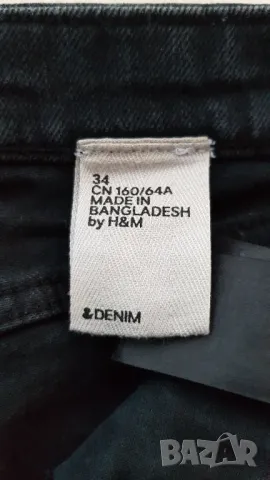 34
CN 160/64A
MADE IN
BANGLADESH
by H&M
&DENIM
BAZAR.BG